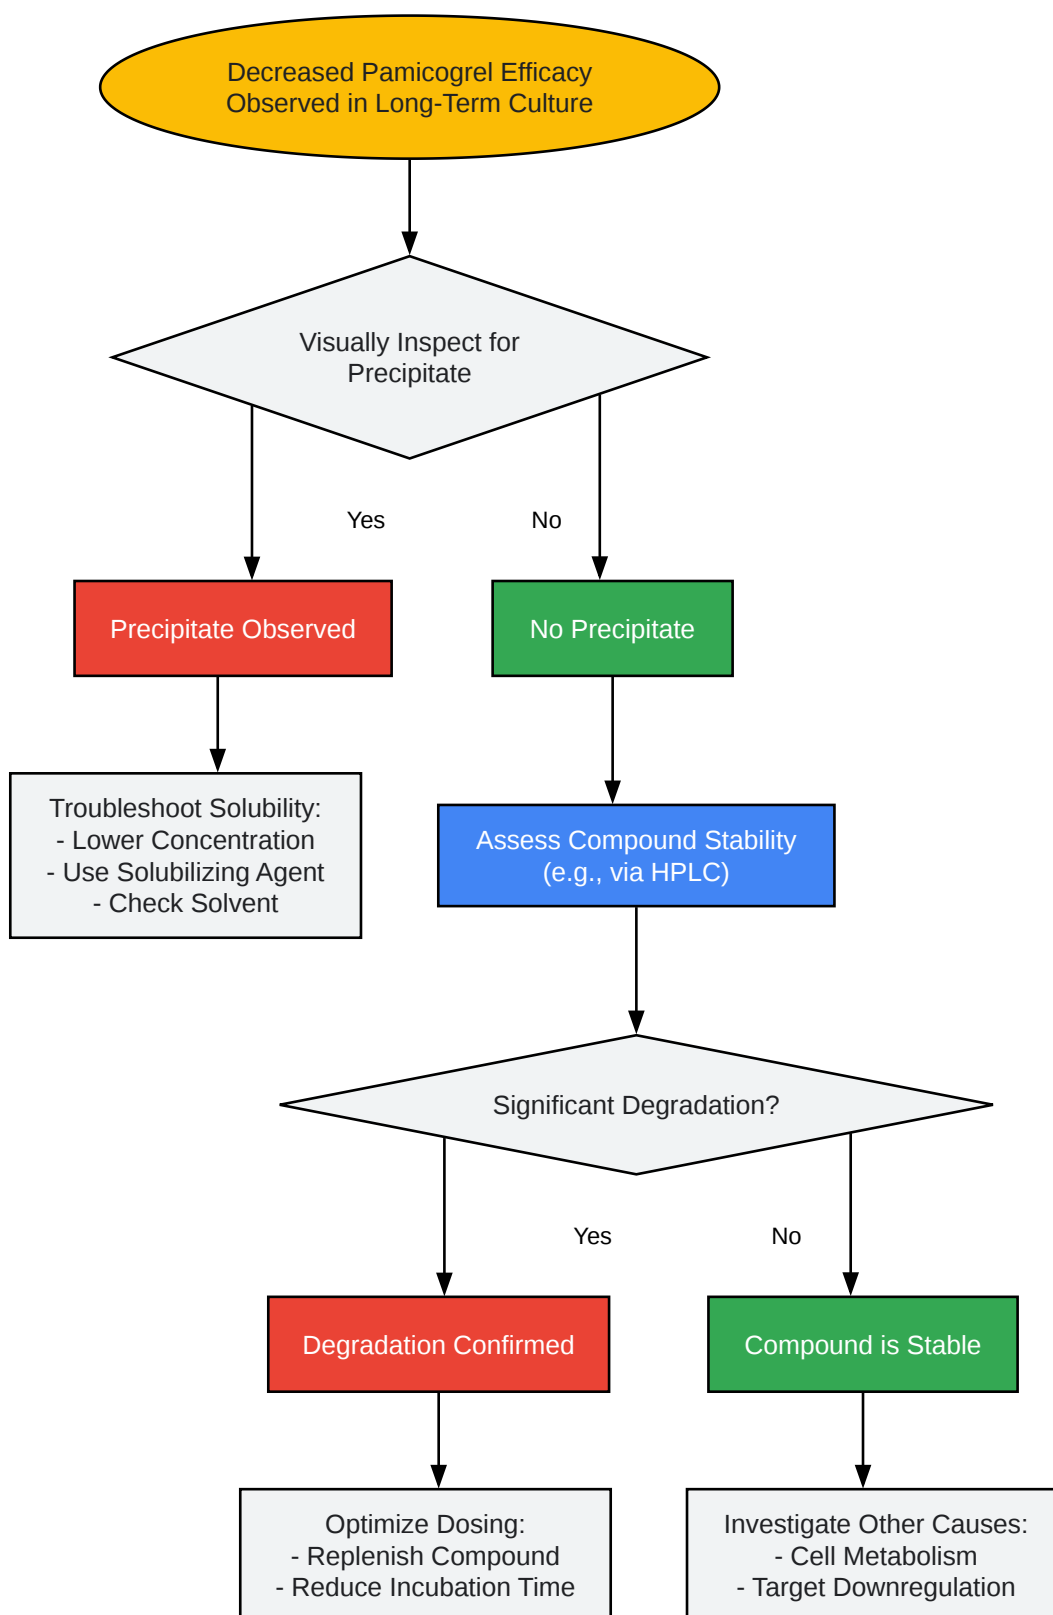 Decreased Pamicogrel Efficacy
Observed in Long-Term Culture
Visually Inspect for
Precipitate
Yes
No
Precipitate Observed
No Precipitate
Troubleshoot Solubility:
- Lower Concentration
- Use Solubilizing Agent
- Check Solvent
Assess Compound Stability
(e.g., via HPLC)
Significant Degradation?
Yes
No
Degradation Confirmed
Compound is Stable
Optimize Dosing:
- Replenish Compound
- Reduce Incubation Time
Investigate Other Causes:
- Cell Metabolism
- Target Downregulation